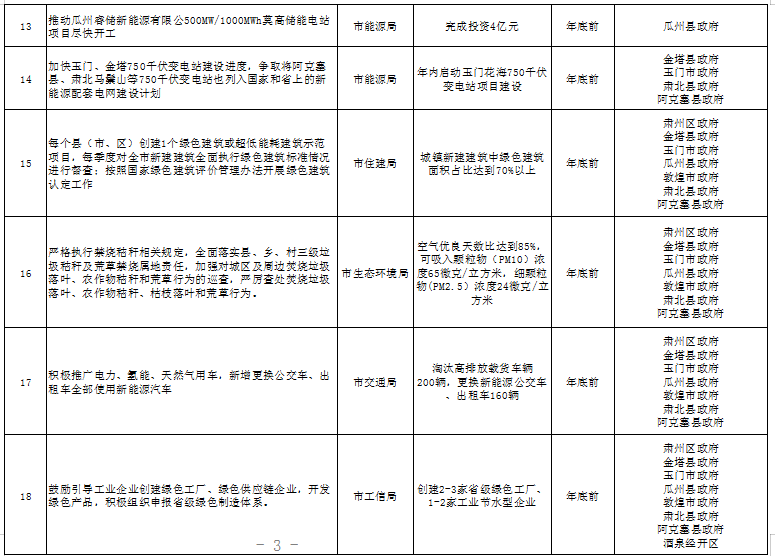 13
推动瓜州睿储新能源有限公500MW/1000MWh莫高储能电站
项目尽快开工
市能源局
完成投资4亿元
年底前
瓜州县政府
14
加快玉门、金塔750千伏变电站建设进度，争取将阿克塞
县、肃北马鬃山等750千伏变电站也列入国家和省上的新
能源配套电网建设计划
市能源局
年内启动玉门花海750千伏
变电站项目建设
年底前
金塔县政府
玉门市政府
肃北县政府
阿克塞县政府
15
每个县（市、区）创建1个绿色建筑或超低能耗建筑示范
项目，每季度对全市新建建筑全面执行绿色建筑标准情况
进行督查；按照国家绿色建筑评价管理办法开展绿色建筑
认定工作
市住建局
城镇新建建筑中绿色建筑
面积占比达到70%以上
年底前
肃州区政府
金塔县政府
玉门市政府
瓜州县政府
敦煌市政府
肃北县政府
阿克塞县政府
16
严格执行禁烧秸秆相关规定，全面落实县、乡、村三级垃
圾秸秆及荒草禁烧属地责任，加强对城区及周边焚烧垃圾
落叶、农作物秸秆和荒草行为的巡查，严厉查处焚烧垃圾
落叶、农作物秸秆、枯枝落叶和荒草行为。
市生态环境局
空气优良天数比达到85%，
可吸入颗粒物（PM10）浓
度65微克/立方米，细颗粒
物(PM2.5）浓度24微克/立
方米
年底前
肃州区政府
金塔县政府
玉门市政府
瓜州县政府
敦煌市政府
肃北县政府
阿克塞县政府
17
积极推广电力、氢能、天然气用车，新增更换公交车、出
租车全部使用新能源汽车
市交通局
淘汰高排放载货车辆
200辆，更换新能源公交车
、出租车160辆
年底前
肃州区政府
金塔县政府
玉门市政府
瓜州县政府
敦煌市政府
肃北县政府
阿克塞县政府
18
鼓励引导工业企业创建绿色工厂、绿色供应链企业，开发
绿色产品，积极组织申报省级绿色制造体系。
市工信局
创建2-3家省级绿色工厂、
1-2家工业节水型企业
年底前
肃州区政府
金塔县政府
玉门市政府
瓜州县政府
敦煌市政府
肃北县政府
阿克塞县政府
酒泉经开区
- 3 -